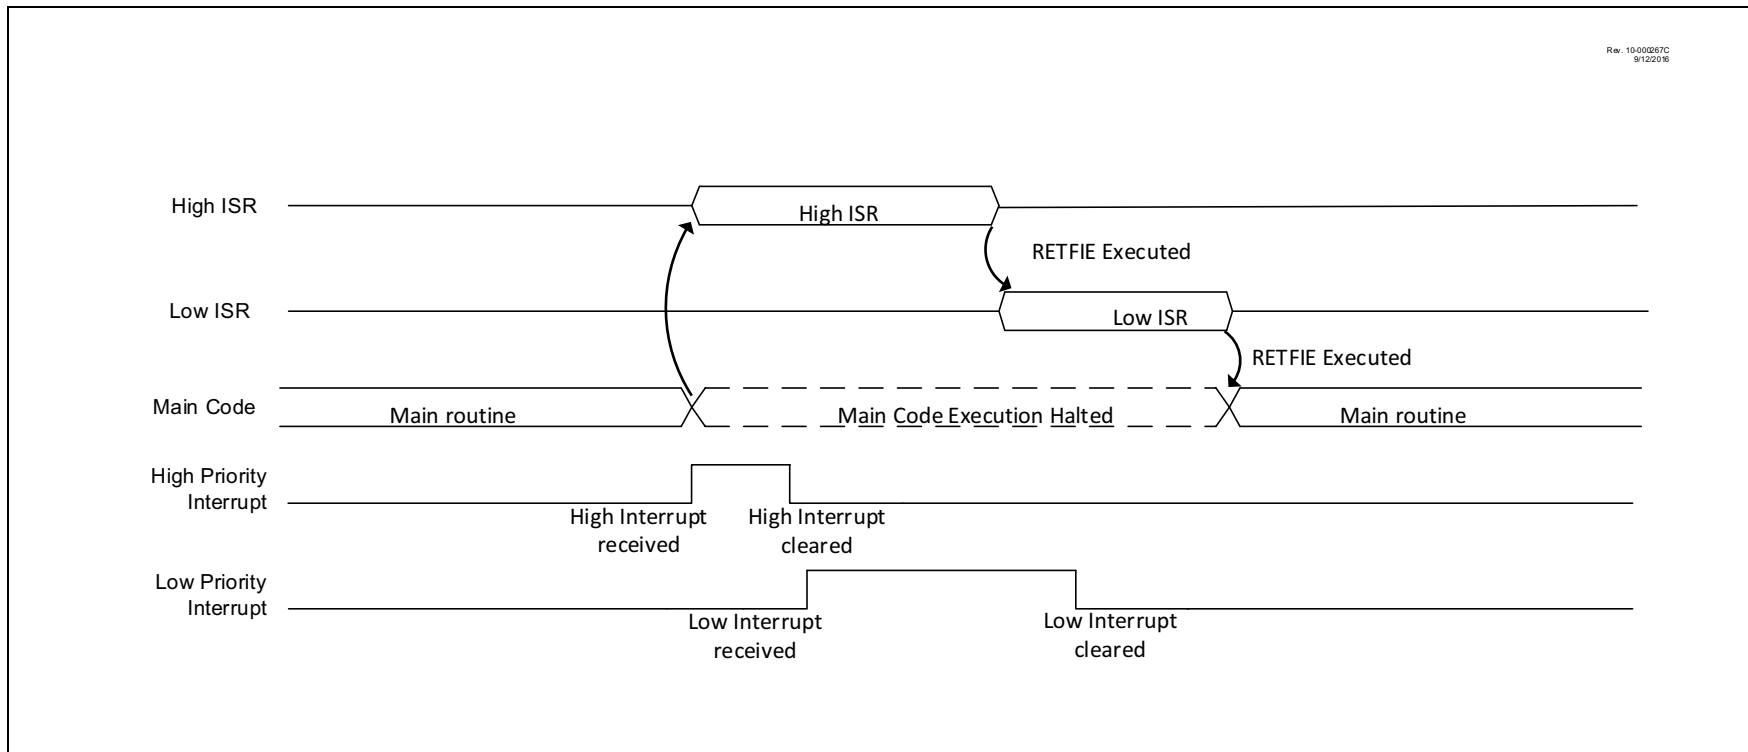 Rev. 10-000267C
9/12/2016
High ISR
High ISR
RETFIE Executed
Low ISR
Low ISR
RETFIE Executed
Main Code
Main routine
Main Code Execution Halted
Main routine
High Priority
Interrupt
High Interrupt
received
High Interrupt
cleared
Low Priority
Interrupt
Low Interrupt
received
Low Interrupt
cleared